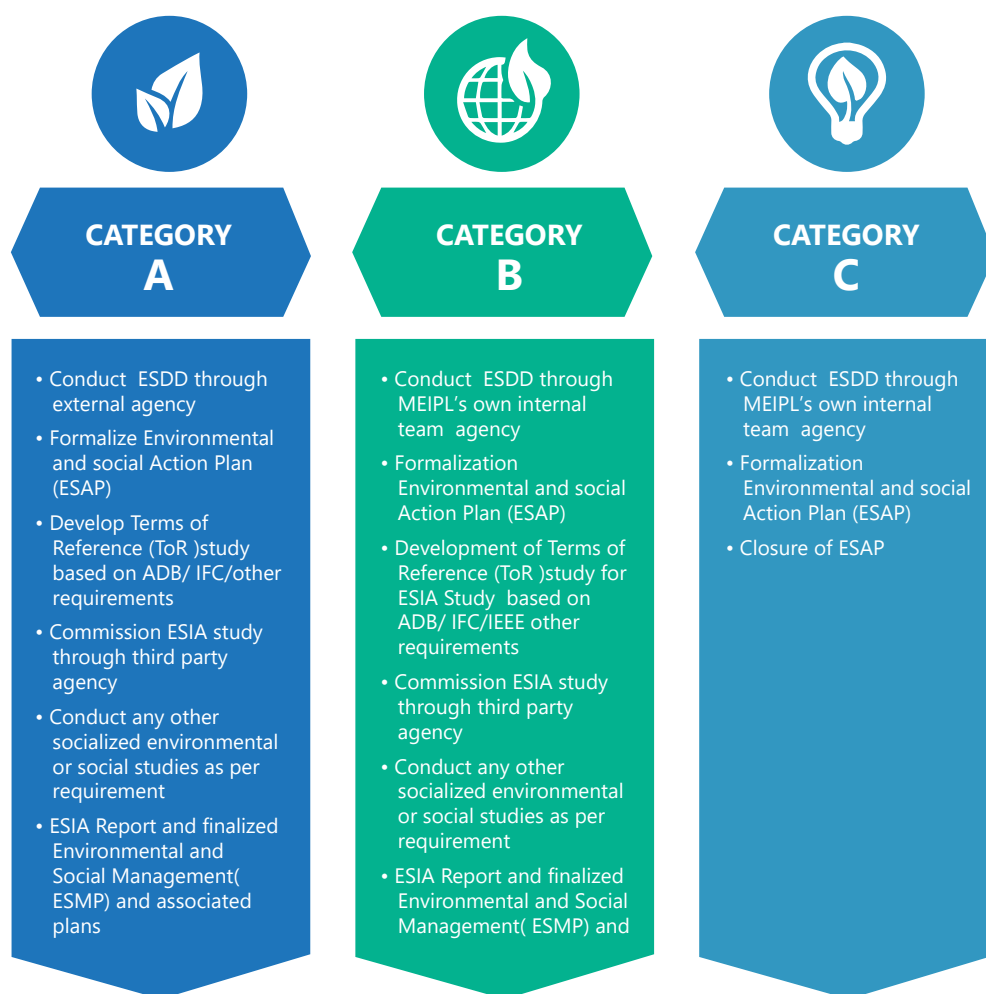 CATEGORY
A
• Conduct  ESDD through
external agency
• Formalize Environmental
and social Action Plan
(ESAP)
• Develop Terms of
Reference (ToR )study
based on ADB/ IFC/other
requirements
• Commission ESIA study
through third party
agency
• Conduct any other
socialized environmental
or social studies as per
requirement
• ESIA Report and finalized
Environmental and
Social Management(
ESMP) and associated
plans
CATEGORY
B
• Conduct  ESDD through
MEIPL’s own internal
team  agency
• Formalization
Environmental and social
Action Plan (ESAP)
• Development of Terms of
Reference (ToR )study for
ESIA Study  based on
ADB/ IFC/IEEE other
requirements
• Commission ESIA study
through third party
agency
• Conduct any other
socialized environmental
or social studies as per
requirement
• ESIA Report and finalized
Environmental and Social
Management( ESMP) and
CATEGORY
C
• Conduct  ESDD through
MEIPL’s own internal
team  agency
• Formalization
Environmental and social
Action Plan (ESAP)
• Closure of ESAP